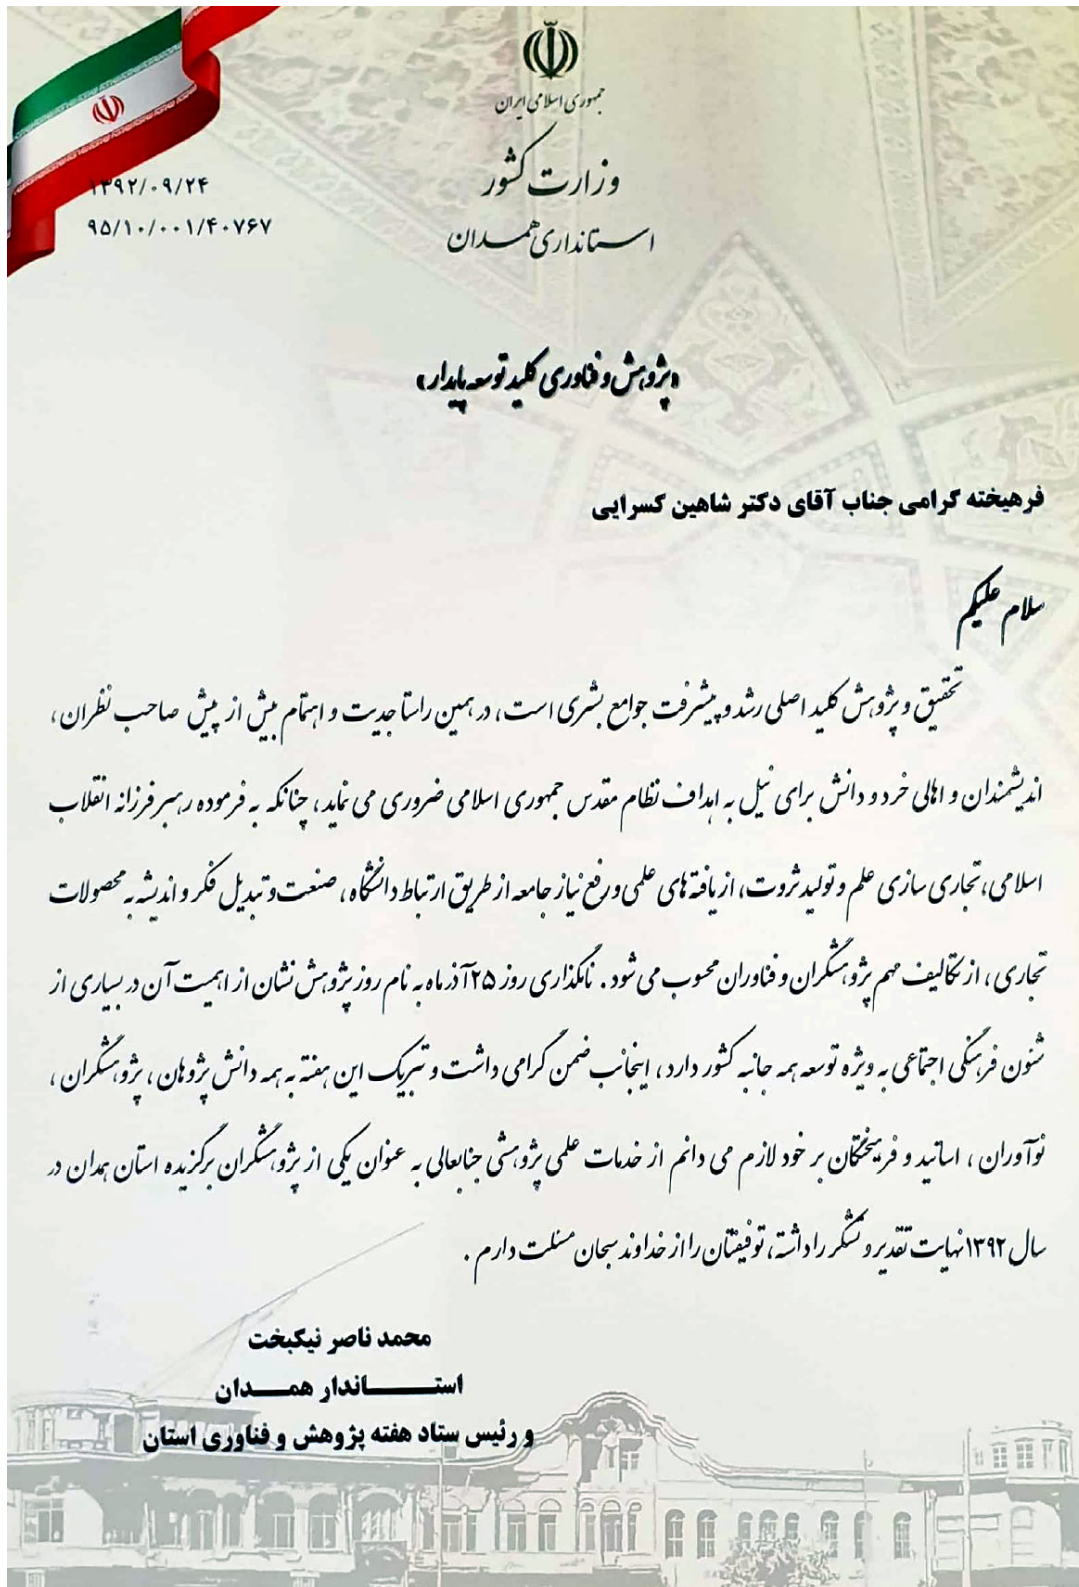 جمهوری اسلامی ایران
وزارت کشور
استانداری همدان
۱۳۹۲/۰۹/۲۴
۹۵/۱۰/۰۰۱/۴۰۷۶۷
«پژوهش و فناوری کلید توسعه پایدار»
فرهیخته گرامی جناب آقای دکتر شاهین کسرایی
سلام علیکم
تحقیق و پژوهش کلید اصلی رشد و پیشرفت جوامع بشری است، در همین راستا جدیت و اهتمام بیش از پیش صاحب نظران،
اندیشمندان و اهالی خرد و دانش برای نیل به اهداف نظام مقدس جمهوری اسلامی ضروری می نماید، چنانکه به فرموده رهبر فرزانه انقلاب
اسلامی، تجاری سازی علم و تولید ثروت، از یافته های علمی و رفع نیاز جامعه از طریق ارتباط دانشگاه، صنعت و تبدیل فکر و اندیشه به محصولات
تجاری، از تکالیف مهم پژوهشگران و فناوران محسوب می شود. نامگذاری روز ۲۵ آذر ماه به نام روز پژوهش نشان از اهمیت آن در بسیاری از
شئون فرهنگی اجتماعی به ویژه توسعه همه جانبه کشور دارد، اینجانب ضمن گرامی داشت و تبریک این هفته به همه دانش پژوهان، پژوهشگران،
نوآوران، اساتید و فرهیختگان بر خود لازم می دانم از خدمات علمی پژوهشی جنابعالی به عنوان یکی از پژوهشگران برگزیده استان همدان در
سال ۱۳۹۲ نهایت تقدیر و تشکر را داشته، توفیقتان را از خداوند سبحان مسئلت دارم.
محمد ناصر نیکبخت
استاندار همدان
و رئیس ستاد هفته پژوهش و فناوری استان